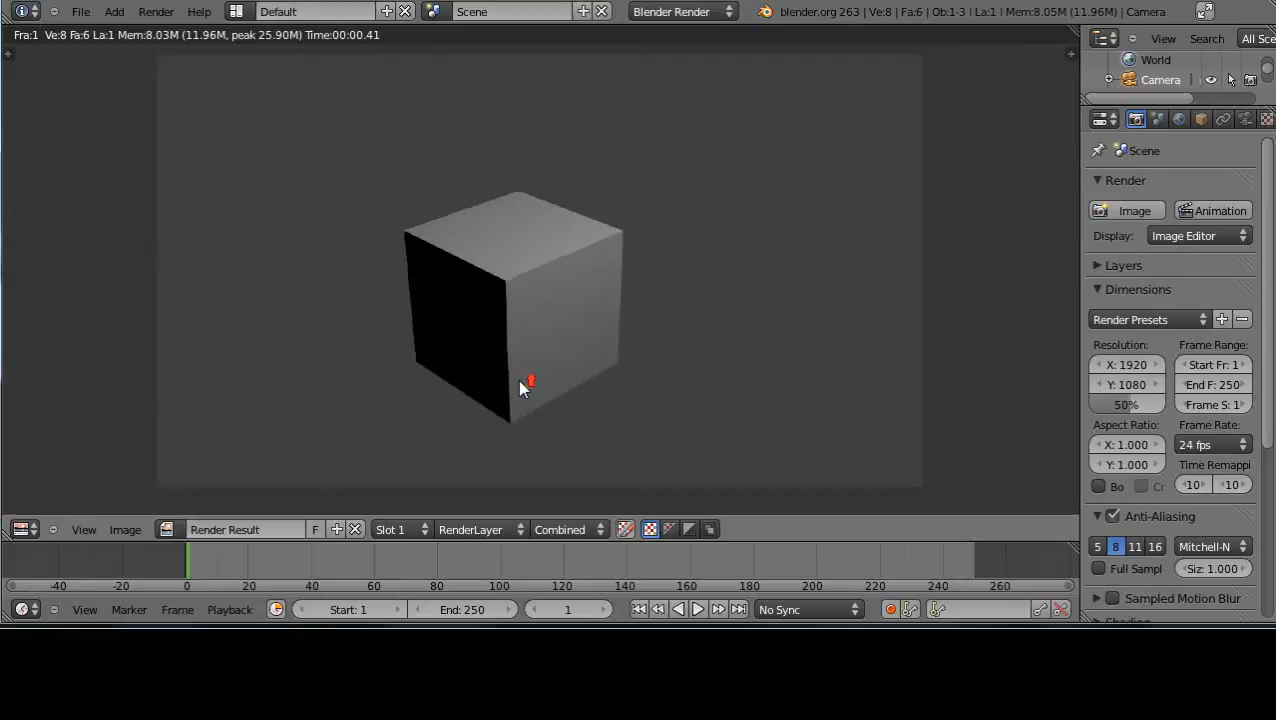 File Add Render Help Default Scene Blender Render blender.org 263 | Ve:8 | Fa:6 | Ob:1-3 | La:1 | Mem:8.05M (11.96M) | Camera
Fra:1 Ve:8 Fa:6 La:1 Mem:8.03M (11.96M, peak 25.90M) Time:00:00.41
View Search All Sce
World
Camera
Scene
Render
Image Animation
Display: Image Editor
Layers
Dimensions
Render Presets
Resolution: Frame Range:
X: 1920 Start Fr: 1
Y: 1080 End F: 250
50% Frame S: 1
Aspect Ratio: Frame Rate:
X: 1.000 24 fps
Y: 1.000 Time Remappi
Bo Cr 10 10
Anti-Aliasing
5 8 11 16 Mitchell-N
Full Sampl Siz: 1.000
Sampled Motion Blur
View Image Render Result F Slot 1 RenderLayer Combined
-40 -20 0 20 40 60 80 100 120 140 160 180 200 220 240 260
View Marker Frame Playback Start: 1 End: 250 1 No Sync